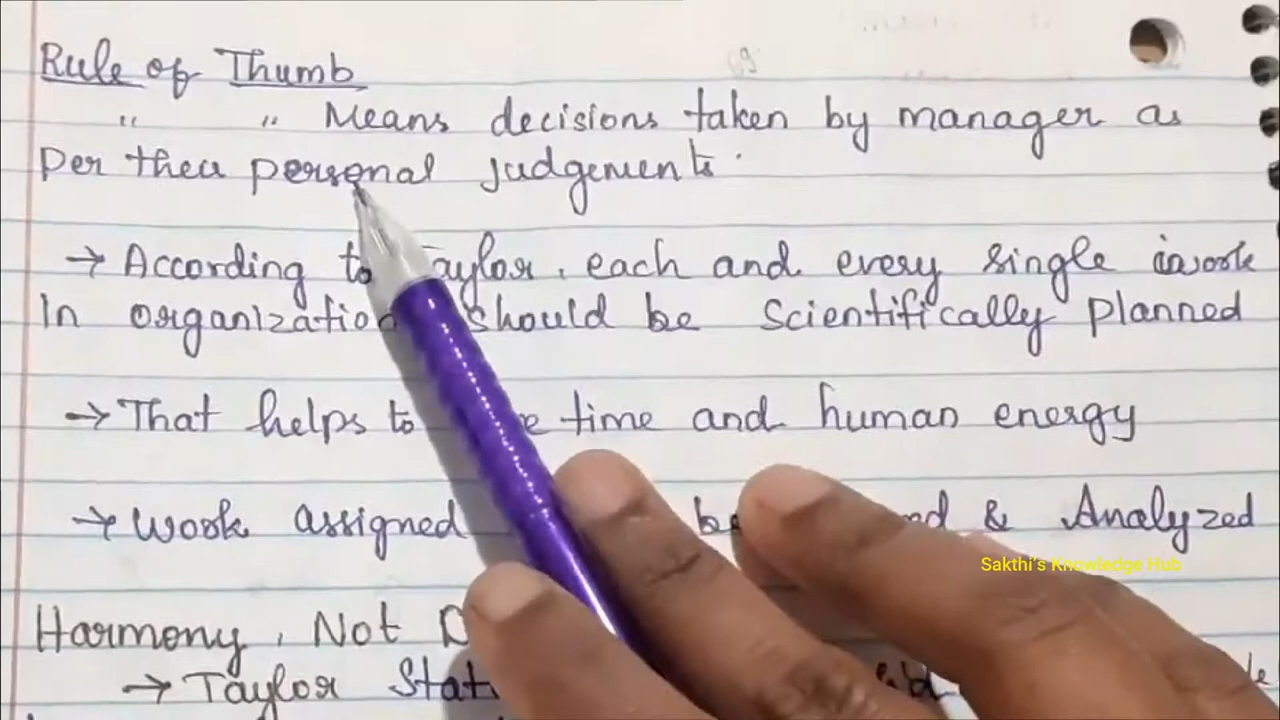 Rule of Thumb
" " Means decisions taken by manager as
Per their personal judgements.
→ According to Taylor, each and every single work
In organization should be Scientifically Planned
→ That helps to time and human energy
→ Work assigned be & Analyzed
Sakthi's Knowledge Hub
Harmony, Not
→ Taylor